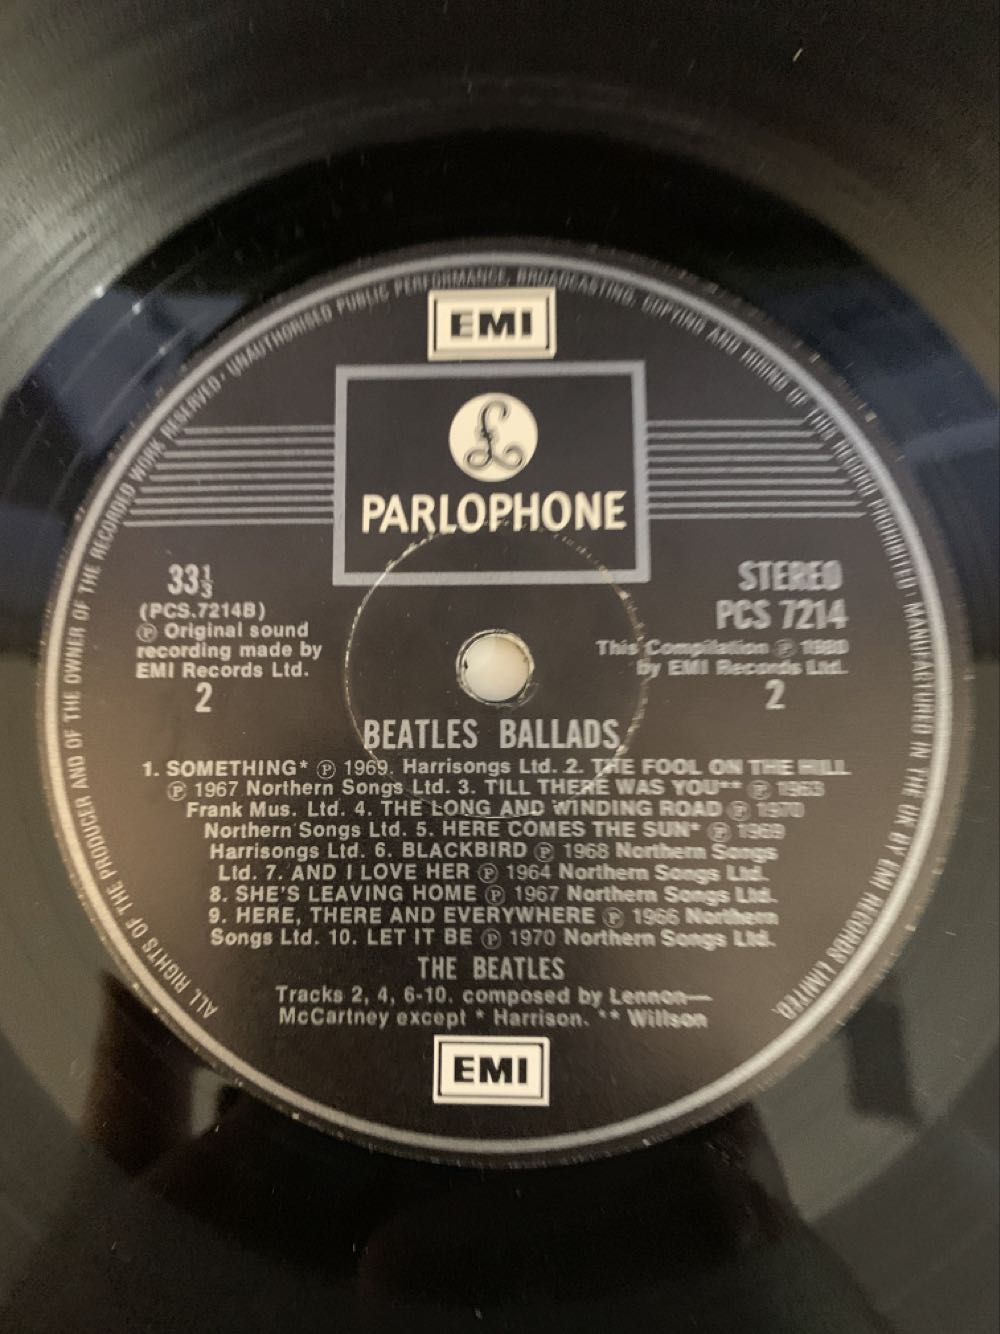 ALL RIGHTS OF THE PRODUCER AND OF THE OWNER OF THE RECORDED WORK RESERVED · UNAUTHORISED PUBLIC PERFORMANCE, BROADCASTING, COPYING AND HIRING OF THIS RECORD PROHIBITED · MANUFACTURED IN THE UK BY EMI RECORDS LIMITED.
EMI
£
PARLOPHONE
33⅓
(PCS.7214B)
℗ Original sound
recording made by
EMI Records Ltd.
2
STEREO
PCS 7214
This Compilation ℗ 1980
by EMI Records Ltd.
2
BEATLES BALLADS
1. SOMETHING* ℗ 1969. Harrisongs Ltd. 2. THE FOOL ON THE HILL
℗ 1967 Northern Songs Ltd. 3. TILL THERE WAS YOU** ℗ 1963
Frank Mus. Ltd. 4. THE LONG AND WINDING ROAD ℗ 1970
Northern Songs Ltd. 5. HERE COMES THE SUN* ℗ 1969
Harrisongs Ltd. 6. BLACKBIRD ℗ 1968 Northern Songs
Ltd. 7. AND I LOVE HER ℗ 1964 Northern Songs Ltd.
8. SHE'S LEAVING HOME ℗ 1967 Northern Songs Ltd.
9. HERE, THERE AND EVERYWHERE ℗ 1966 Northern
Songs Ltd. 10. LET IT BE ℗ 1970 Northern Songs Ltd.
THE BEATLES
Tracks 2, 4, 6-10. composed by Lennon—
McCartney except * Harrison. ** Willson
EMI